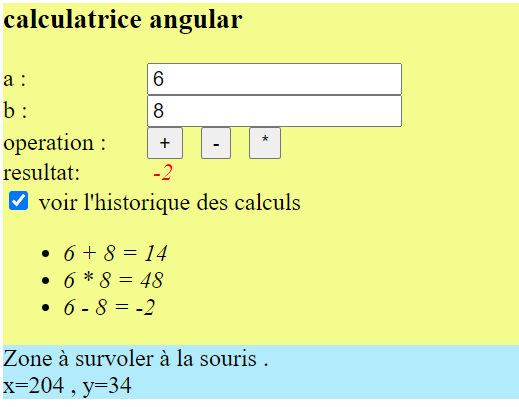 calculatrice angular
a : 6
b : 8
operation : + - *
resultat: -2
voir l'historique des calculs
6 + 8 = 14
6 * 8 = 48
6 - 8 = -2
Zone à survoler à la souris .
x=204 , y=34